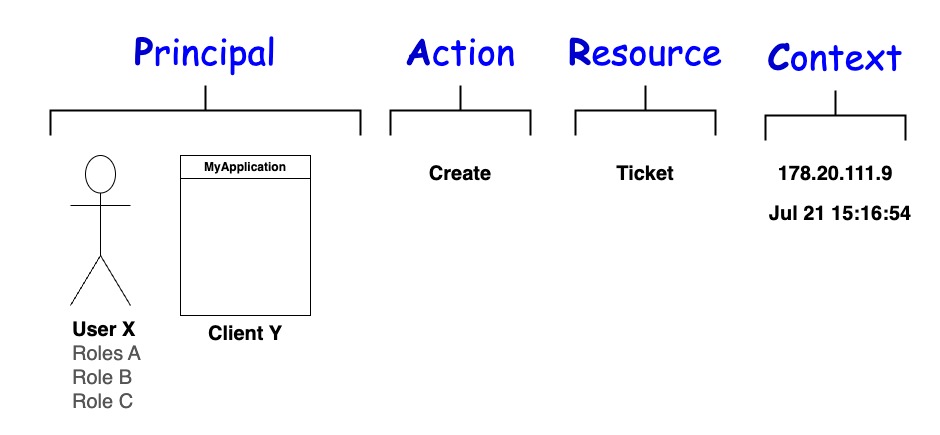 Principal
Action
Resource
Context
MyApplication
Create
Ticket
178.20.111.9
Jul 21 15:16:54
User X
Roles A
Role B
Role C
Client Y